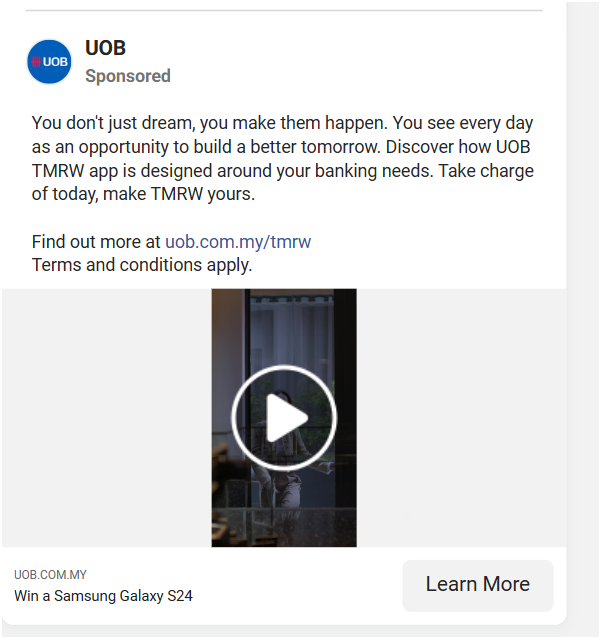 UOB
UOB
Sponsored
You don't just dream, you make them happen. You see every day
as an opportunity to build a better tomorrow. Discover how UOB
TMRW app is designed around your banking needs. Take charge
of today, make TMRW yours.
Find out more at uob.com.my/tmrw
Terms and conditions apply.
UOB.COM.MY
Win a Samsung Galaxy S24
Learn More